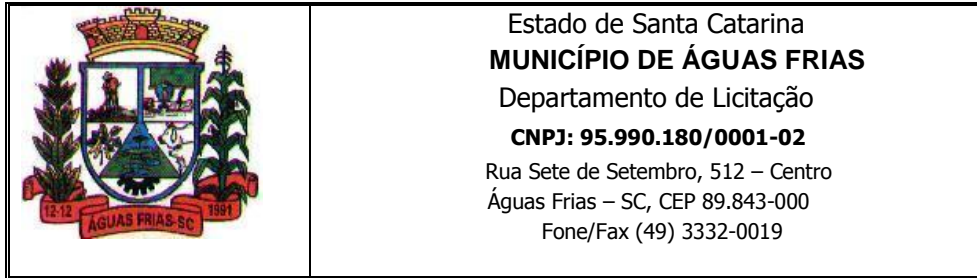 12-12
ÁGUAS FRIAS-SC
1991
Estado de Santa Catarina
MUNICÍPIO DE ÁGUAS FRIAS
Departamento de Licitação
CNPJ: 95.990.180/0001-02
Rua Sete de Setembro, 512 – Centro
Águas Frias – SC, CEP 89.843-000
Fone/Fax (49) 3332-0019